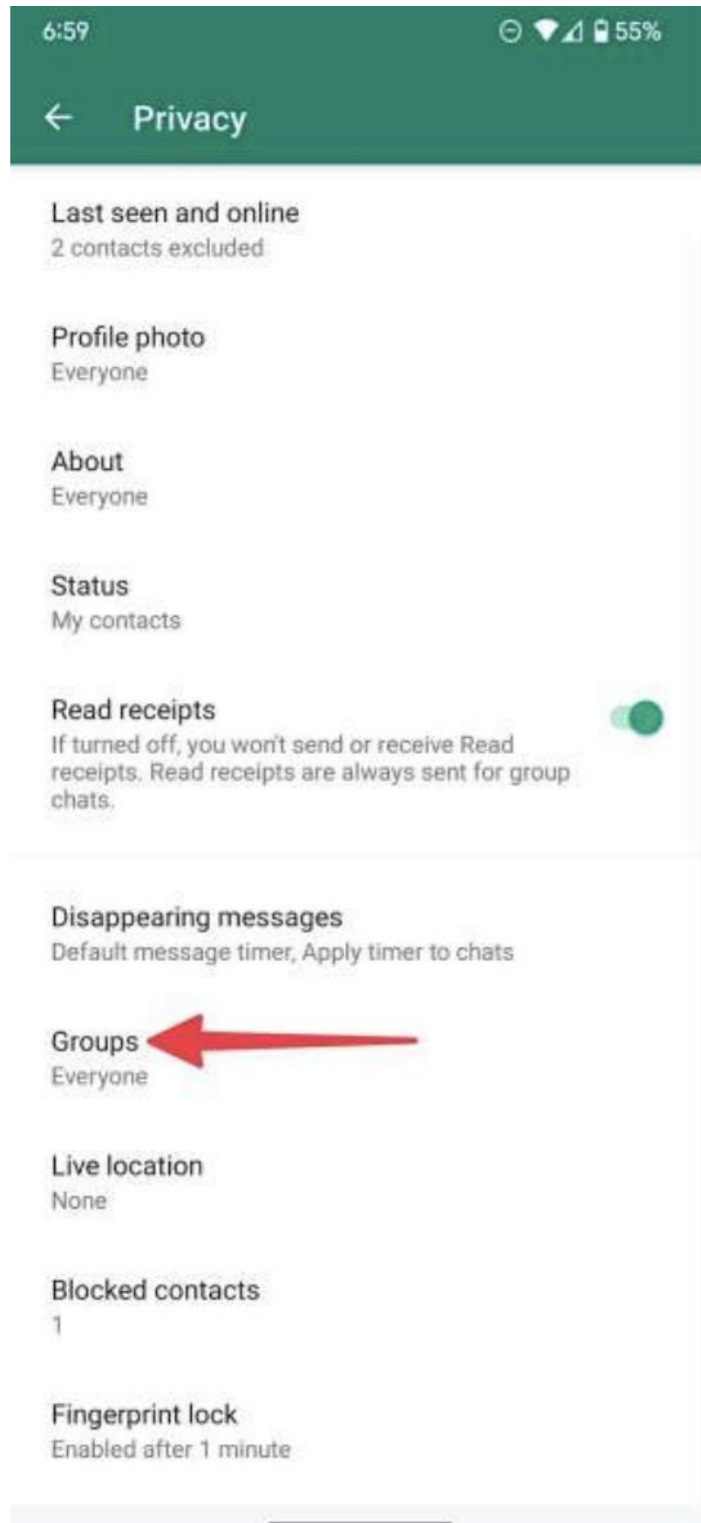 6:59
55%
Privacy
Last seen and online
2 contacts excluded
Profile photo
Everyone
About
Everyone
Status
My contacts
Read receipts
If turned off, you won't send or receive Read
receipts. Read receipts are always sent for group
chats.
Disappearing messages
Default message timer, Apply timer to chats
Groups
Everyone
Live location
None
Blocked contacts
1
Fingerprint lock
Enabled after 1 minute